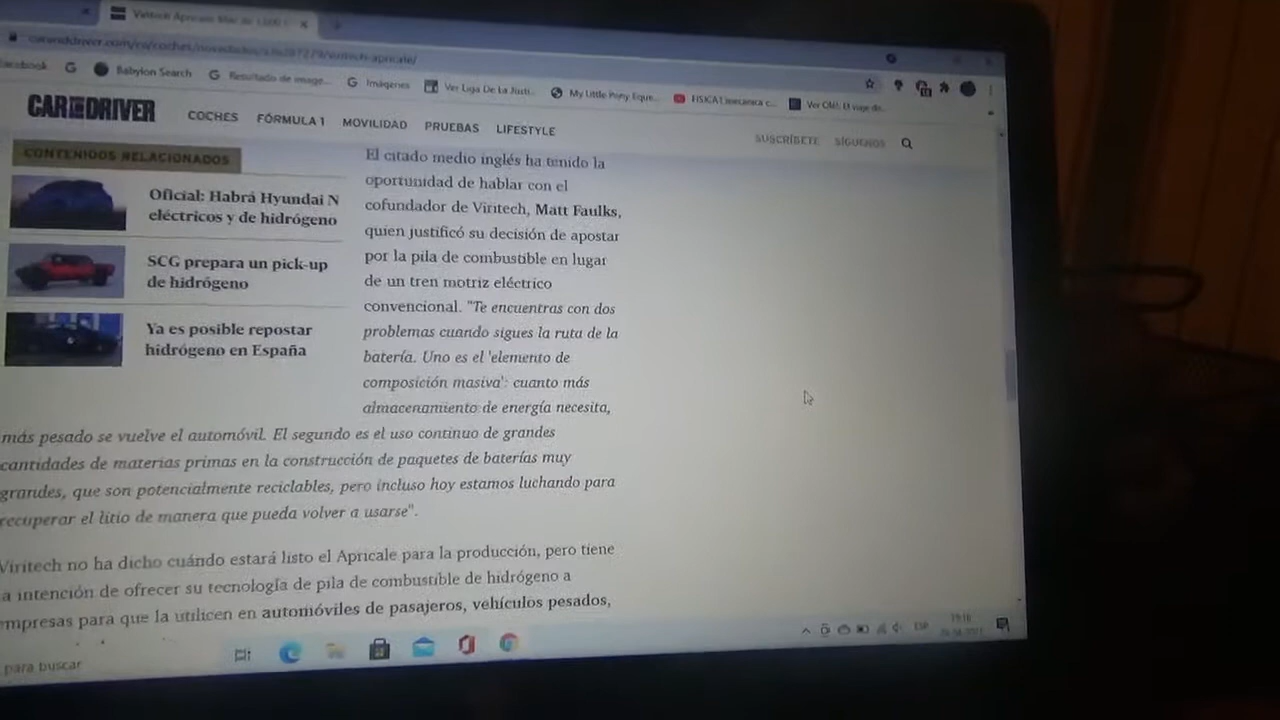 Viritech Apricale
caranddriver.com/es/coches/
Facebook
Babylon Search
Resultado de image...
Imágenes
Ver Liga De La Justi...
My Little Pony Eque...
CAR AND DRIVER
COCHES
FÓRMULA 1
MOVILIDAD
PRUEBAS
LIFESTYLE
SUSCRÍBETE
SÍGUENOS
CONTENIDOS RELACIONADOS
Oficial: Habrá Hyundai N
eléctricos y de hidrógeno
SCG prepara un pick-up
de hidrógeno
Ya es posible repostar
hidrógeno en España
El citado medio inglés ha tenido la
oportunidad de hablar con el
cofundador de Viritech, Matt Faulks,
quien justificó su decisión de apostar
por la pila de combustible en lugar
de un tren motriz eléctrico
convencional. "Te encuentras con dos
problemas cuando sigues la ruta de la
batería. Uno es el 'elemento de
composición masiva': cuanto más
almacenamiento de energía necesita,
más pesado se vuelve el automóvil. El segundo es el uso continuo de grandes
cantidades de materias primas en la construcción de paquetes de baterías muy
grandes, que son potencialmente reciclables, pero incluso hoy estamos luchando para
recuperar el litio de manera que pueda volver a usarse".
Viritech no ha dicho cuándo estará listo el Apricale para la producción, pero tiene
a intención de ofrecer su tecnología de pila de combustible de hidrógeno a
empresas para que la utilicen en automóviles de pasajeros, vehículos pesados,
para buscar
ESP